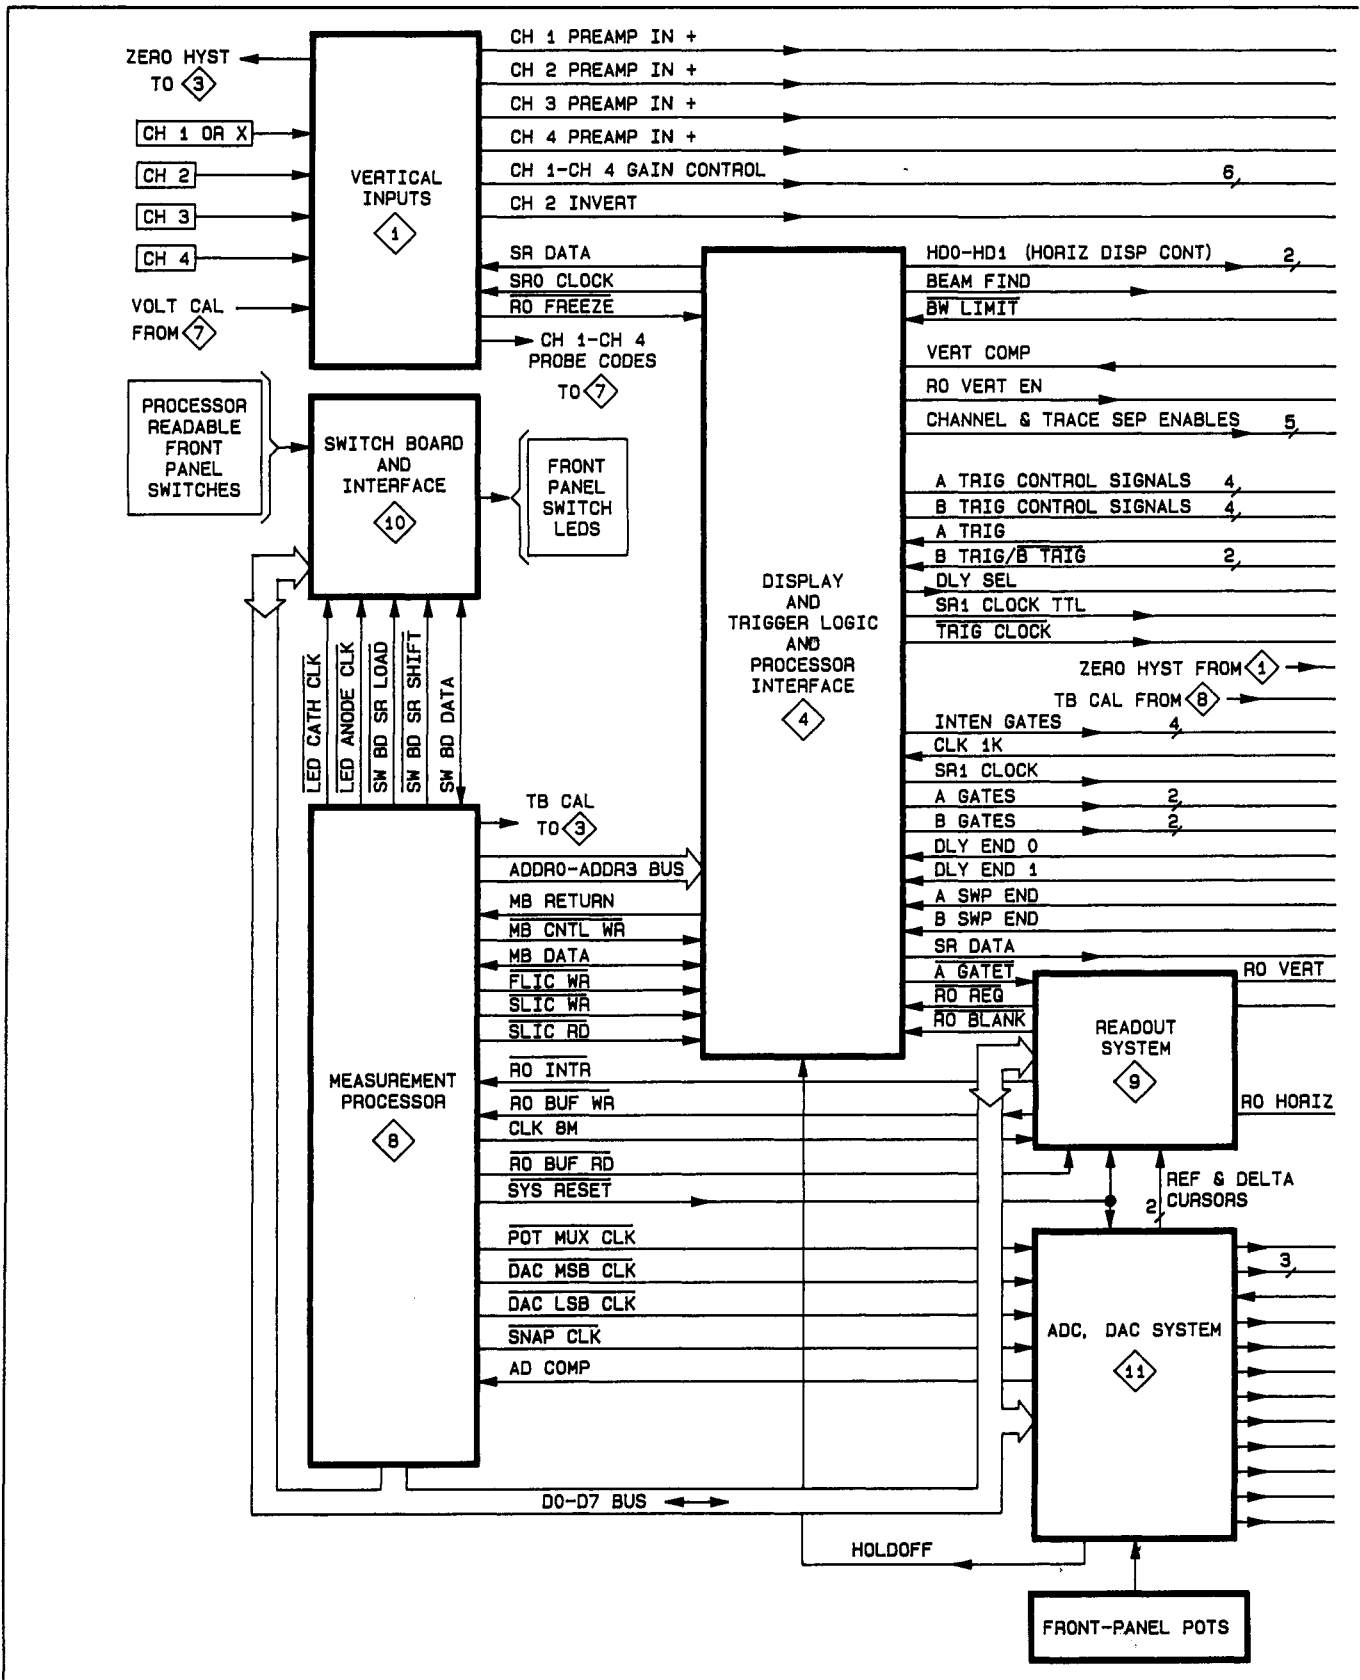 ZERO HYST
TO 3
CH 1 OR X
CH 2
CH 3
CH 4
VOLT CAL
FROM 7
VERTICAL
INPUTS
1
CH 1 PREAMP IN +
CH 2 PREAMP IN +
CH 3 PREAMP IN +
CH 4 PREAMP IN +
CH 1-CH 4 GAIN CONTROL
6
CH 2 INVERT
SR DATA
SR0 CLOCK
RO FREEZE
CH 1-CH 4
PROBE CODES
TO 7
PROCESSOR
READABLE
FRONT
PANEL
SWITCHES
SWITCH BOARD
AND
INTERFACE
10
FRONT
PANEL
SWITCH
LEDS
LED CATH CLK
LED ANODE CLK
SW BD SR LOAD
SW BD SR SHIFT
SW BD DATA
DISPLAY
AND
TRIGGER LOGIC
AND
PROCESSOR
INTERFACE
4
HD0-HD1 (HORIZ DISP CONT) 2
BEAM FIND
BW LIMIT
VERT COMP
RO VERT EN
CHANNEL & TRACE SEP ENABLES 5
A TRIG CONTROL SIGNALS 4
B TRIG CONTROL SIGNALS 4
A TRIG
B TRIG/B TRIG 2
DLY SEL
SR1 CLOCK TTL
TRIG CLOCK
ZERO HYST FROM 1
TB CAL FROM 8
INTEN GATES 4
CLK 1K
SR1 CLOCK
A GATES 2
B GATES 2
DLY END 0
DLY END 1
A SWP END
B SWP END
SR DATA
A GATET
RO REQ
RO BLANK
MEASUREMENT
PROCESSOR
8
TB CAL
TO 3
ADDR0-ADDR3 BUS
MB RETURN
MB CNTL WR
MB DATA
FLIC WR
SLIC WR
SLIC RD
RO INTR
RO BUF WR
CLK 8M
RO BUF RD
SYS RESET
POT MUX CLK
DAC MSB CLK
DAC LSB CLK
SNAP CLK
AD COMP
READOUT
SYSTEM
9
RO VERT
RO HORIZ
REF & DELTA
CURSORS
2
ADC, DAC SYSTEM
11
3
D0-D7 BUS
HOLDOFF
FRONT-PANEL POTS